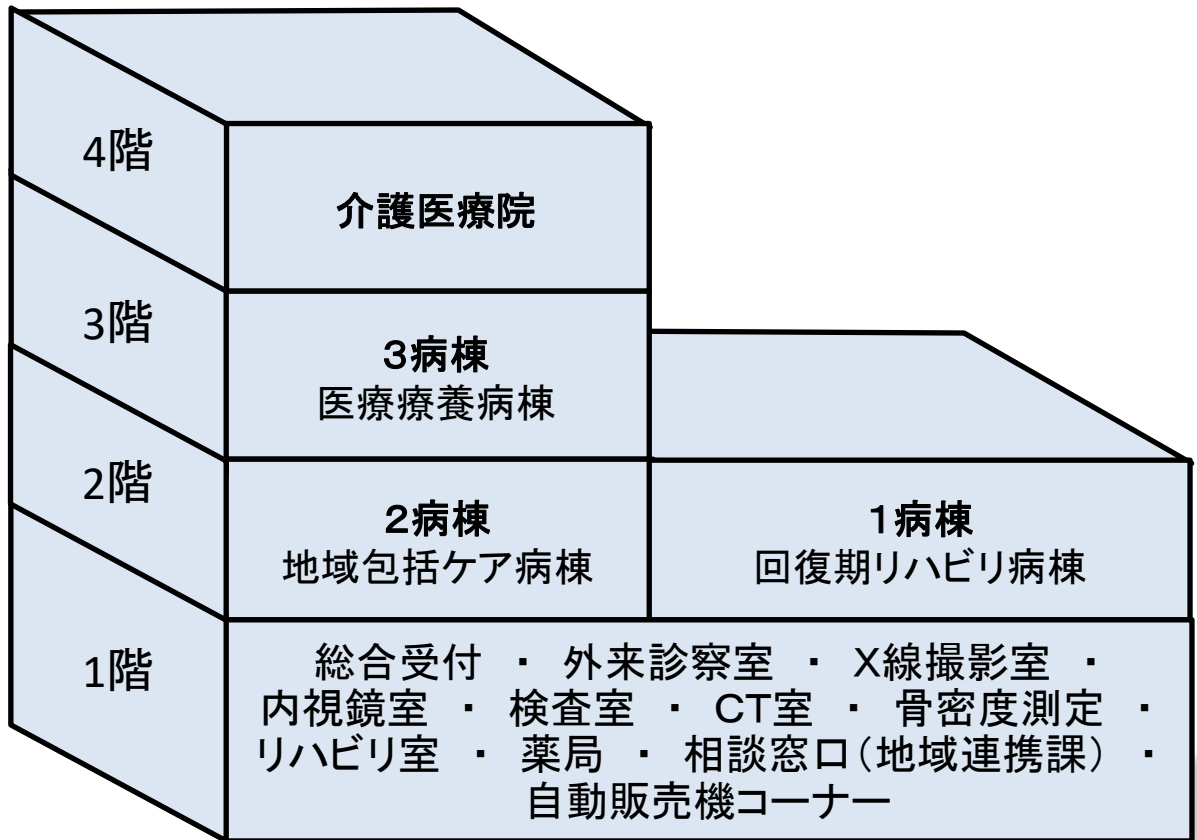 4階
介護医療院
3階
３病棟
医療療養病棟
2階
２病棟
地域包括ケア病棟
１病棟
回復期リハビリ病棟
1階
総合受付 ・ 外来診察室 ・ X線撮影室 ・
内視鏡室 ・ 検査室 ・ CT室 ・ 骨密度測定 ・
リハビリ室 ・ 薬局 ・ 相談窓口（地域連携課） ・
自動販売機コーナー